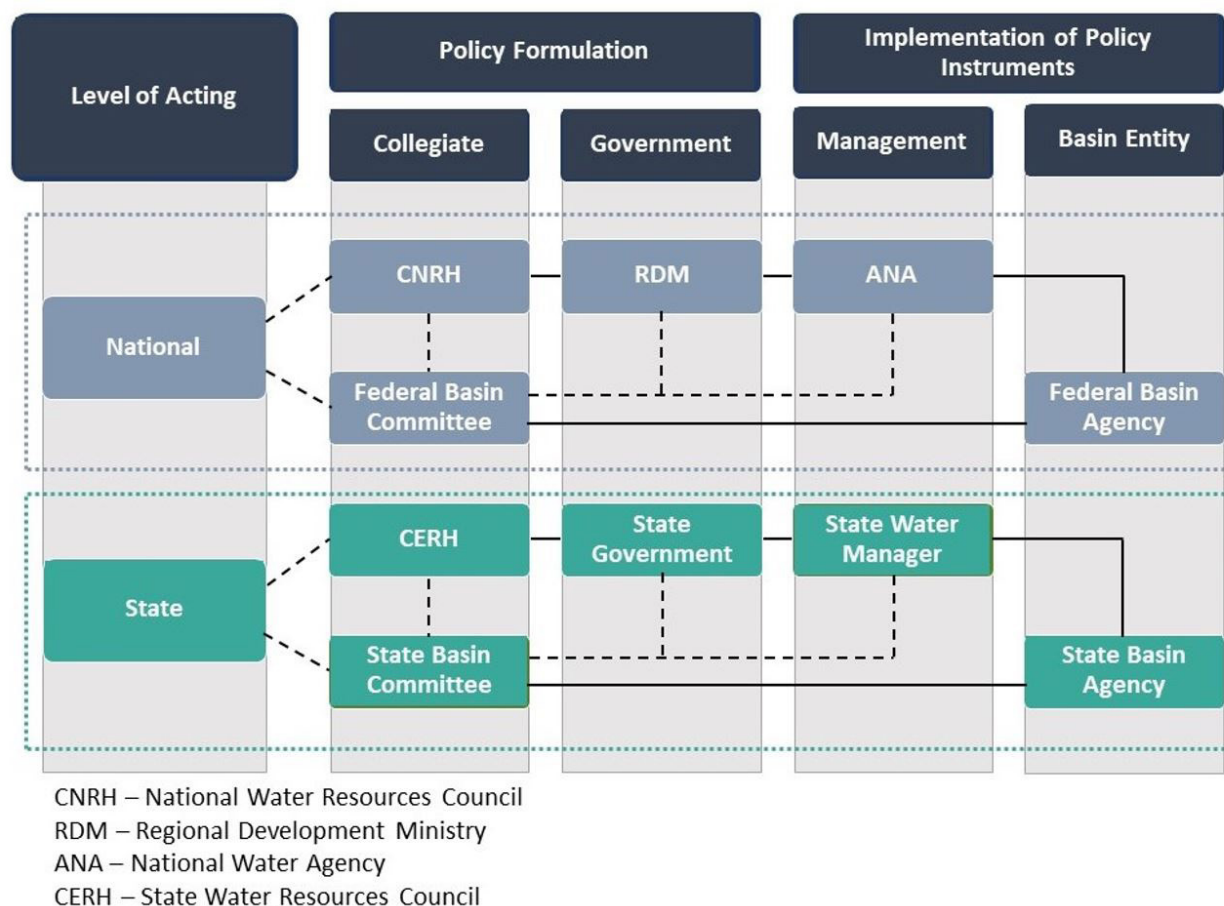 Level of Acting
Policy Formulation
Implementation of Policy
Instruments
Collegiate
Government
Management
Basin Entity
National
CNRH
RDM
ANA
Federal Basin
Committee
Federal Basin
Agency
State
CERH
State
Government
State Water
Manager
State Basin
Committee
State Basin
Agency
CNRH – National Water Resources Council
RDM – Regional Development Ministry
ANA – National Water Agency
CERH – State Water Resources Council